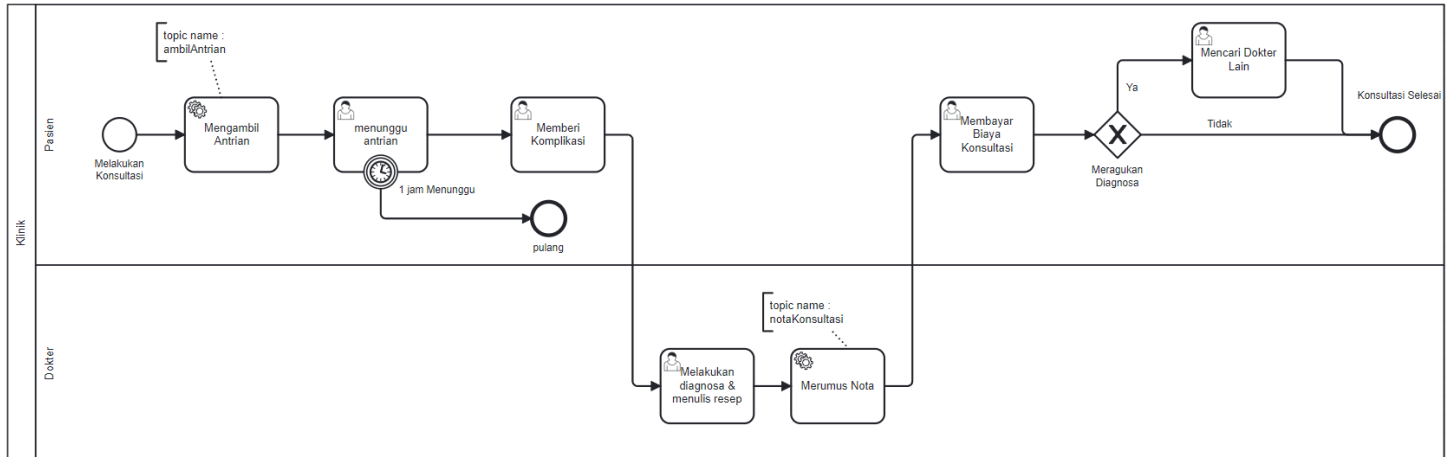 Klinik
Pasien
Melakukan
Konsultasi
topic name :
ambilAntrian
Mengambil
Antrian
menunggu
antrian
1 jam Menunggu
pulang
Memberi
Komplikasi
Membayar
Biaya
Konsultasi
Meragukan
Diagnosa
Ya
Tidak
Mencari Dokter
Lain
Konsultasi Selesai
Dokter
Melakukan
diagnosa &
menulis resep
topic name :
notaKonsultasi
Merumus Nota